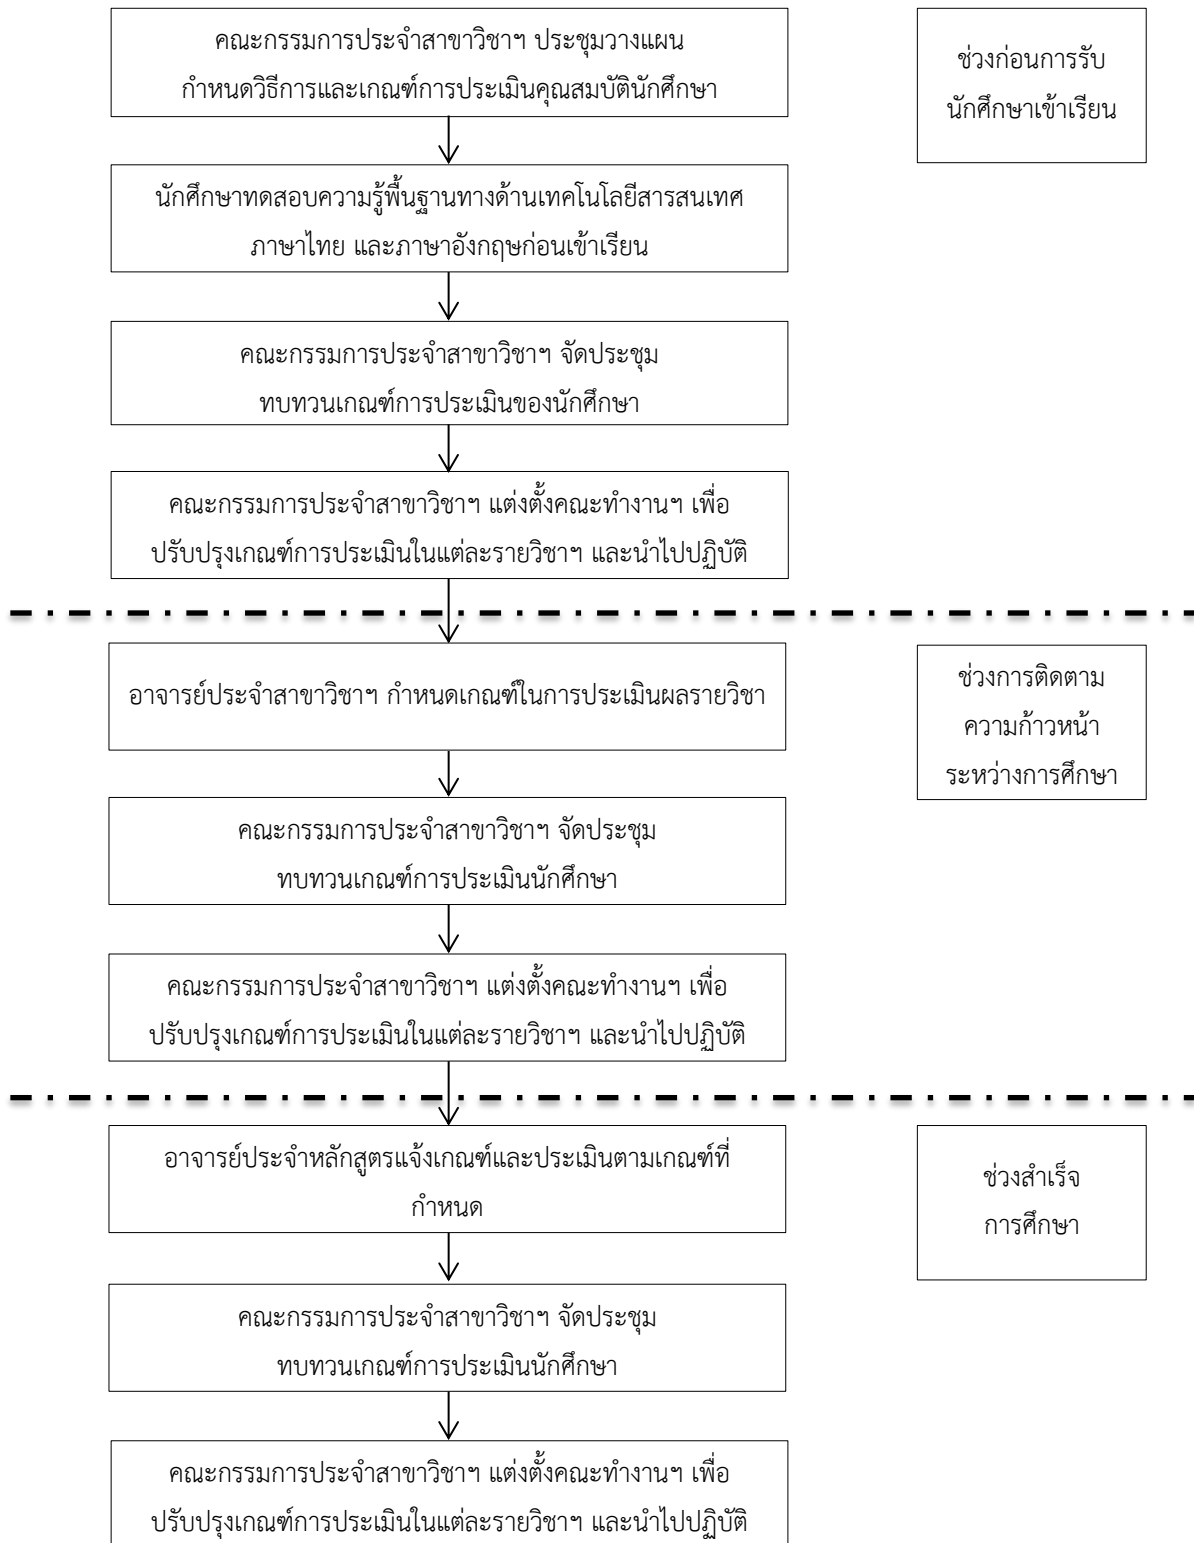 คณะกรรมการประจำสาขาวิชาฯ ประชุมวางแผน
กำหนดวิธีการและเกณฑ์การประเมินคุณสมบัตินักศึกษา
ช่วงก่อนการรับ
นักศึกษาเข้าเรียน
นักศึกษาทดสอบความรู้พื้นฐานทางด้านเทคโนโลยีสารสนเทศ
ภาษาไทย และภาษาอังกฤษก่อนเข้าเรียน
คณะกรรมการประจำสาขาวิชาฯ จัดประชุม
ทบทวนเกณฑ์การประเมินของนักศึกษา
คณะกรรมการประจำสาขาวิชาฯ แต่งตั้งคณะทำงานฯ เพื่อ
ปรับปรุงเกณฑ์การประเมินในแต่ละรายวิชาฯ และนำไปปฏิบัติ
อาจารย์ประจำสาขาวิชาฯ กำหนดเกณฑ์ในการประเมินผลรายวิชา
ช่วงการติดตาม
ความก้าวหน้า
ระหว่างการศึกษา
คณะกรรมการประจำสาขาวิชาฯ จัดประชุม
ทบทวนเกณฑ์การประเมินนักศึกษา
คณะกรรมการประจำสาขาวิชาฯ แต่งตั้งคณะทำงานฯ เพื่อ
ปรับปรุงเกณฑ์การประเมินในแต่ละรายวิชาฯ และนำไปปฏิบัติ
อาจารย์ประจำหลักสูตรแจ้งเกณฑ์และประเมินตามเกณฑ์ที่
กำหนด
ช่วงสำเร็จ
การศึกษา
คณะกรรมการประจำสาขาวิชาฯ จัดประชุม
ทบทวนเกณฑ์การประเมินนักศึกษา
คณะกรรมการประจำสาขาวิชาฯ แต่งตั้งคณะทำงานฯ เพื่อ
ปรับปรุงเกณฑ์การประเมินในแต่ละรายวิชาฯ และนำไปปฏิบัติ